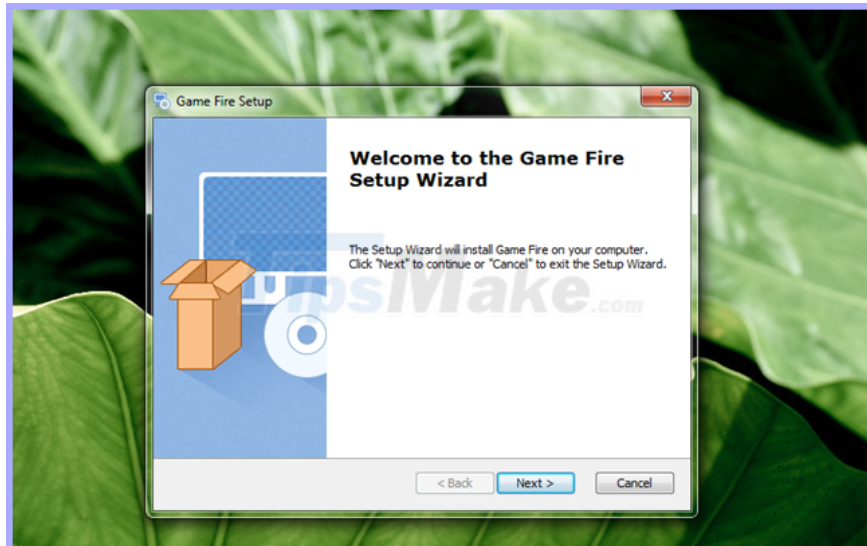 Game Fire Setup
Welcome to the Game Fire
Setup Wizard
The Setup Wizard will install Game Fire on your computer.
Click "Next" to continue or "Cancel" to exit the Setup Wizard.
TipsMake.com
< Back
Next >
Cancel